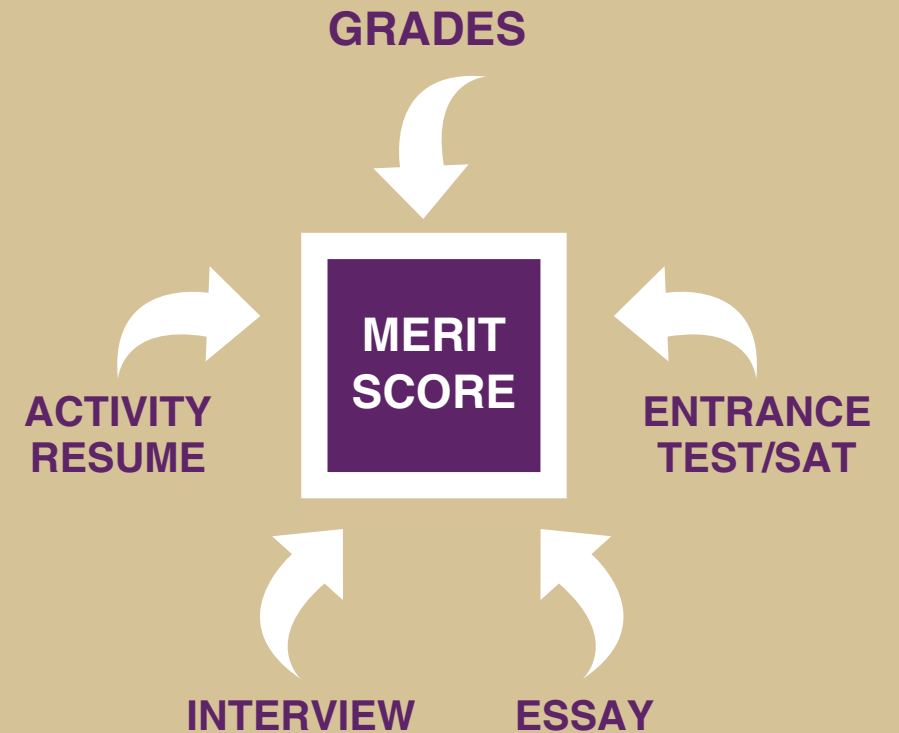 GRADES
MERIT
SCORE
ACTIVITY
RESUME
ENTRANCE
TEST/SAT
INTERVIEW
ESSAY